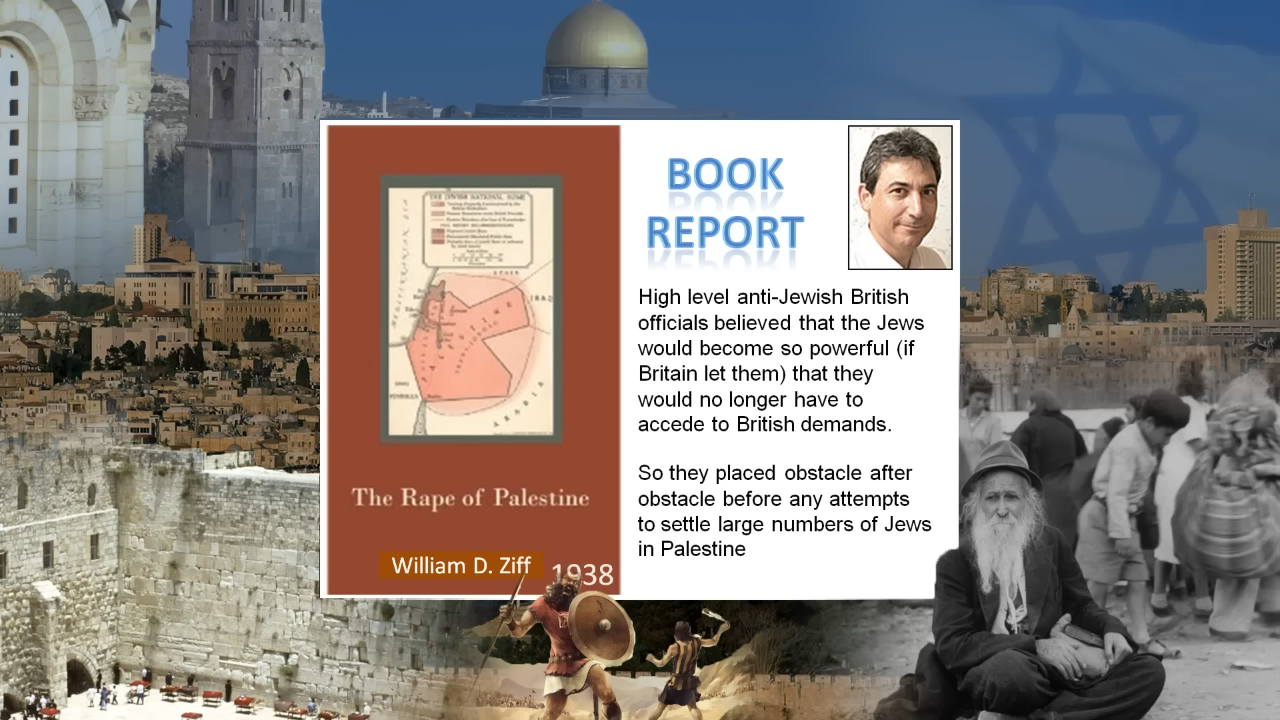 THE JEWISH NATIONAL HOME
SYRIA
IRAQ
ARABIA
The Rape of Palestine
William D. Ziff
1938
BOOK
REPORT
High level anti-Jewish British
officials believed that the Jews
would become so powerful (if
Britain let them) that they
would no longer have to
accede to British demands.
So they placed obstacle after
obstacle before any attempts
to settle large numbers of Jews
in Palestine